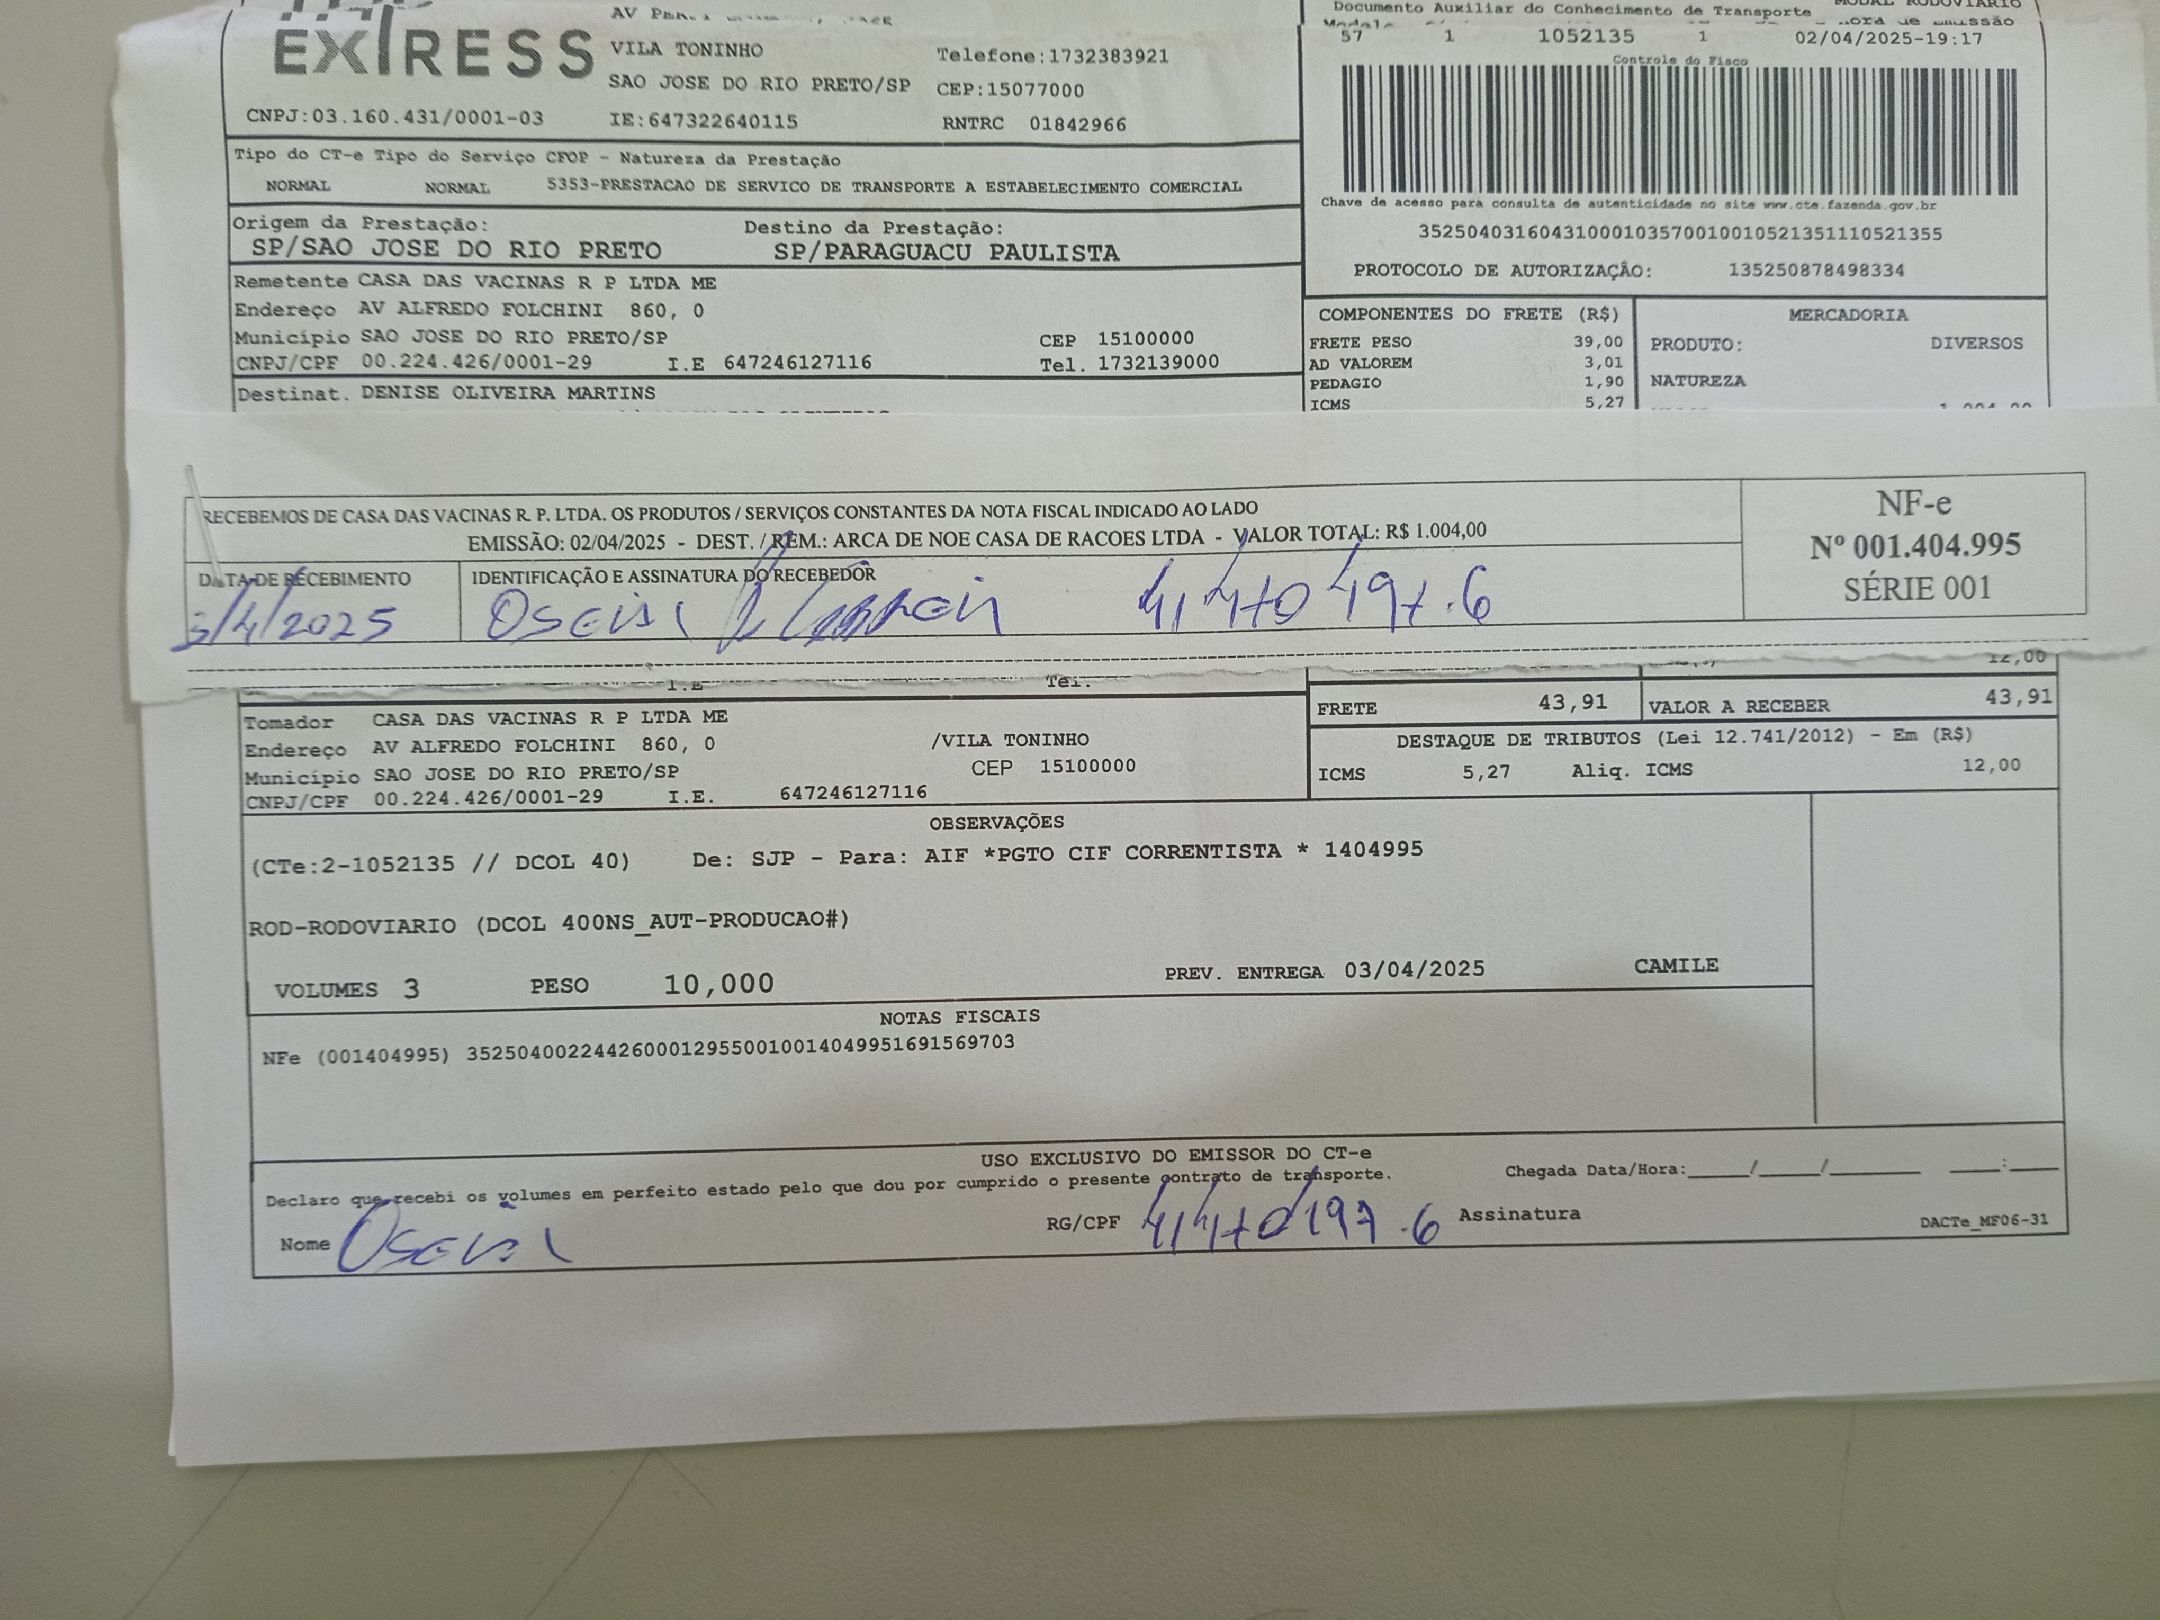 EXPRESS
VILA TONINHO
Telefone:1732383921
SAO JOSE DO RIO PRETO/SP
CEP:15077000
CNPJ:03.160.431/0001-03
IE:647322640115
RNTRC 01842966
Documento Auxiliar do Conhecimento de Transporte
MODAL RODOVIARIO
57 1 1052135 1 02/04/2025-19:17
Controle do Fisco
Chave de acesso para consulta de autenticidade no site www.cte.fazenda.gov.br
35250403160431000103570010010521351110521355
PROTOCOLO DE AUTORIZAÇÃO: 135250878498334
Tipo do CT-e Tipo do Serviço CFOP - Natureza da Prestação
NORMAL NORMAL 5353-PRESTACAO DE SERVICO DE TRANSPORTE A ESTABELECIMENTO COMERCIAL
Origem da Prestação: Destino da Prestação:
SP/SAO JOSE DO RIO PRETO SP/PARAGUACU PAULISTA
Remetente CASA DAS VACINAS R P LTDA ME
Endereço AV ALFREDO FOLCHINI 860, 0
Município SAO JOSE DO RIO PRETO/SP CEP 15100000
CNPJ/CPF 00.224.426/0001-29 I.E 647246127116 Tel. 1732139000
Destinat. DENISE OLIVEIRA MARTINS
COMPONENTES DO FRETE (R$)
FRETE PESO 39,00
AD VALOREM 3,01
PEDAGIO 1,90
ICMS 5,27
MERCADORIA
PRODUTO: DIVERSOS
NATUREZA
RECEBEMOS DE CASA DAS VACINAS R. P. LTDA. OS PRODUTOS / SERVIÇOS CONSTANTES DA NOTA FISCAL INDICADO AO LADO
EMISSÃO: 02/04/2025 - DEST. / REM.: ARCA DE NOE CASA DE RACOES LTDA - VALOR TOTAL: R$ 1.004,00
NF-e
Nº 001.404.995
SÉRIE 001
DATA DE RECEBIMENTO IDENTIFICAÇÃO E ASSINATURA DO RECEBEDOR
3/4/2025
12,00
I.E Tel.
Tomador CASA DAS VACINAS R P LTDA ME
Endereço AV ALFREDO FOLCHINI 860, 0 /VILA TONINHO
Município SAO JOSE DO RIO PRETO/SP CEP 15100000
CNPJ/CPF 00.224.426/0001-29 I.E. 647246127116
FRETE 43,91 VALOR A RECEBER 43,91
DESTAQUE DE TRIBUTOS (Lei 12.741/2012) - Em (R$)
ICMS 5,27 Aliq. ICMS 12,00
OBSERVAÇÕES
(CTe:2-1052135 // DCOL 40) De: SJP - Para: AIF *PGTO CIF CORRENTISTA * 1404995
ROD-RODOVIARIO (DCOL 400NS_AUT-PRODUCAO#)
VOLUMES 3 PESO 10,000 PREV. ENTREGA 03/04/2025 CAMILE
NOTAS FISCAIS
NFe (001404995) 35250400224426000129550010014049951691569703
USO EXCLUSIVO DO EMISSOR DO CT-e
Declaro que recebi os volumes em perfeito estado pelo que dou por cumprido o presente contrato de transporte.
Chegada Data/Hora:_____/_____/_______ ____:____
Nome
RG/CPF
Assinatura
DACTe_MF06-31